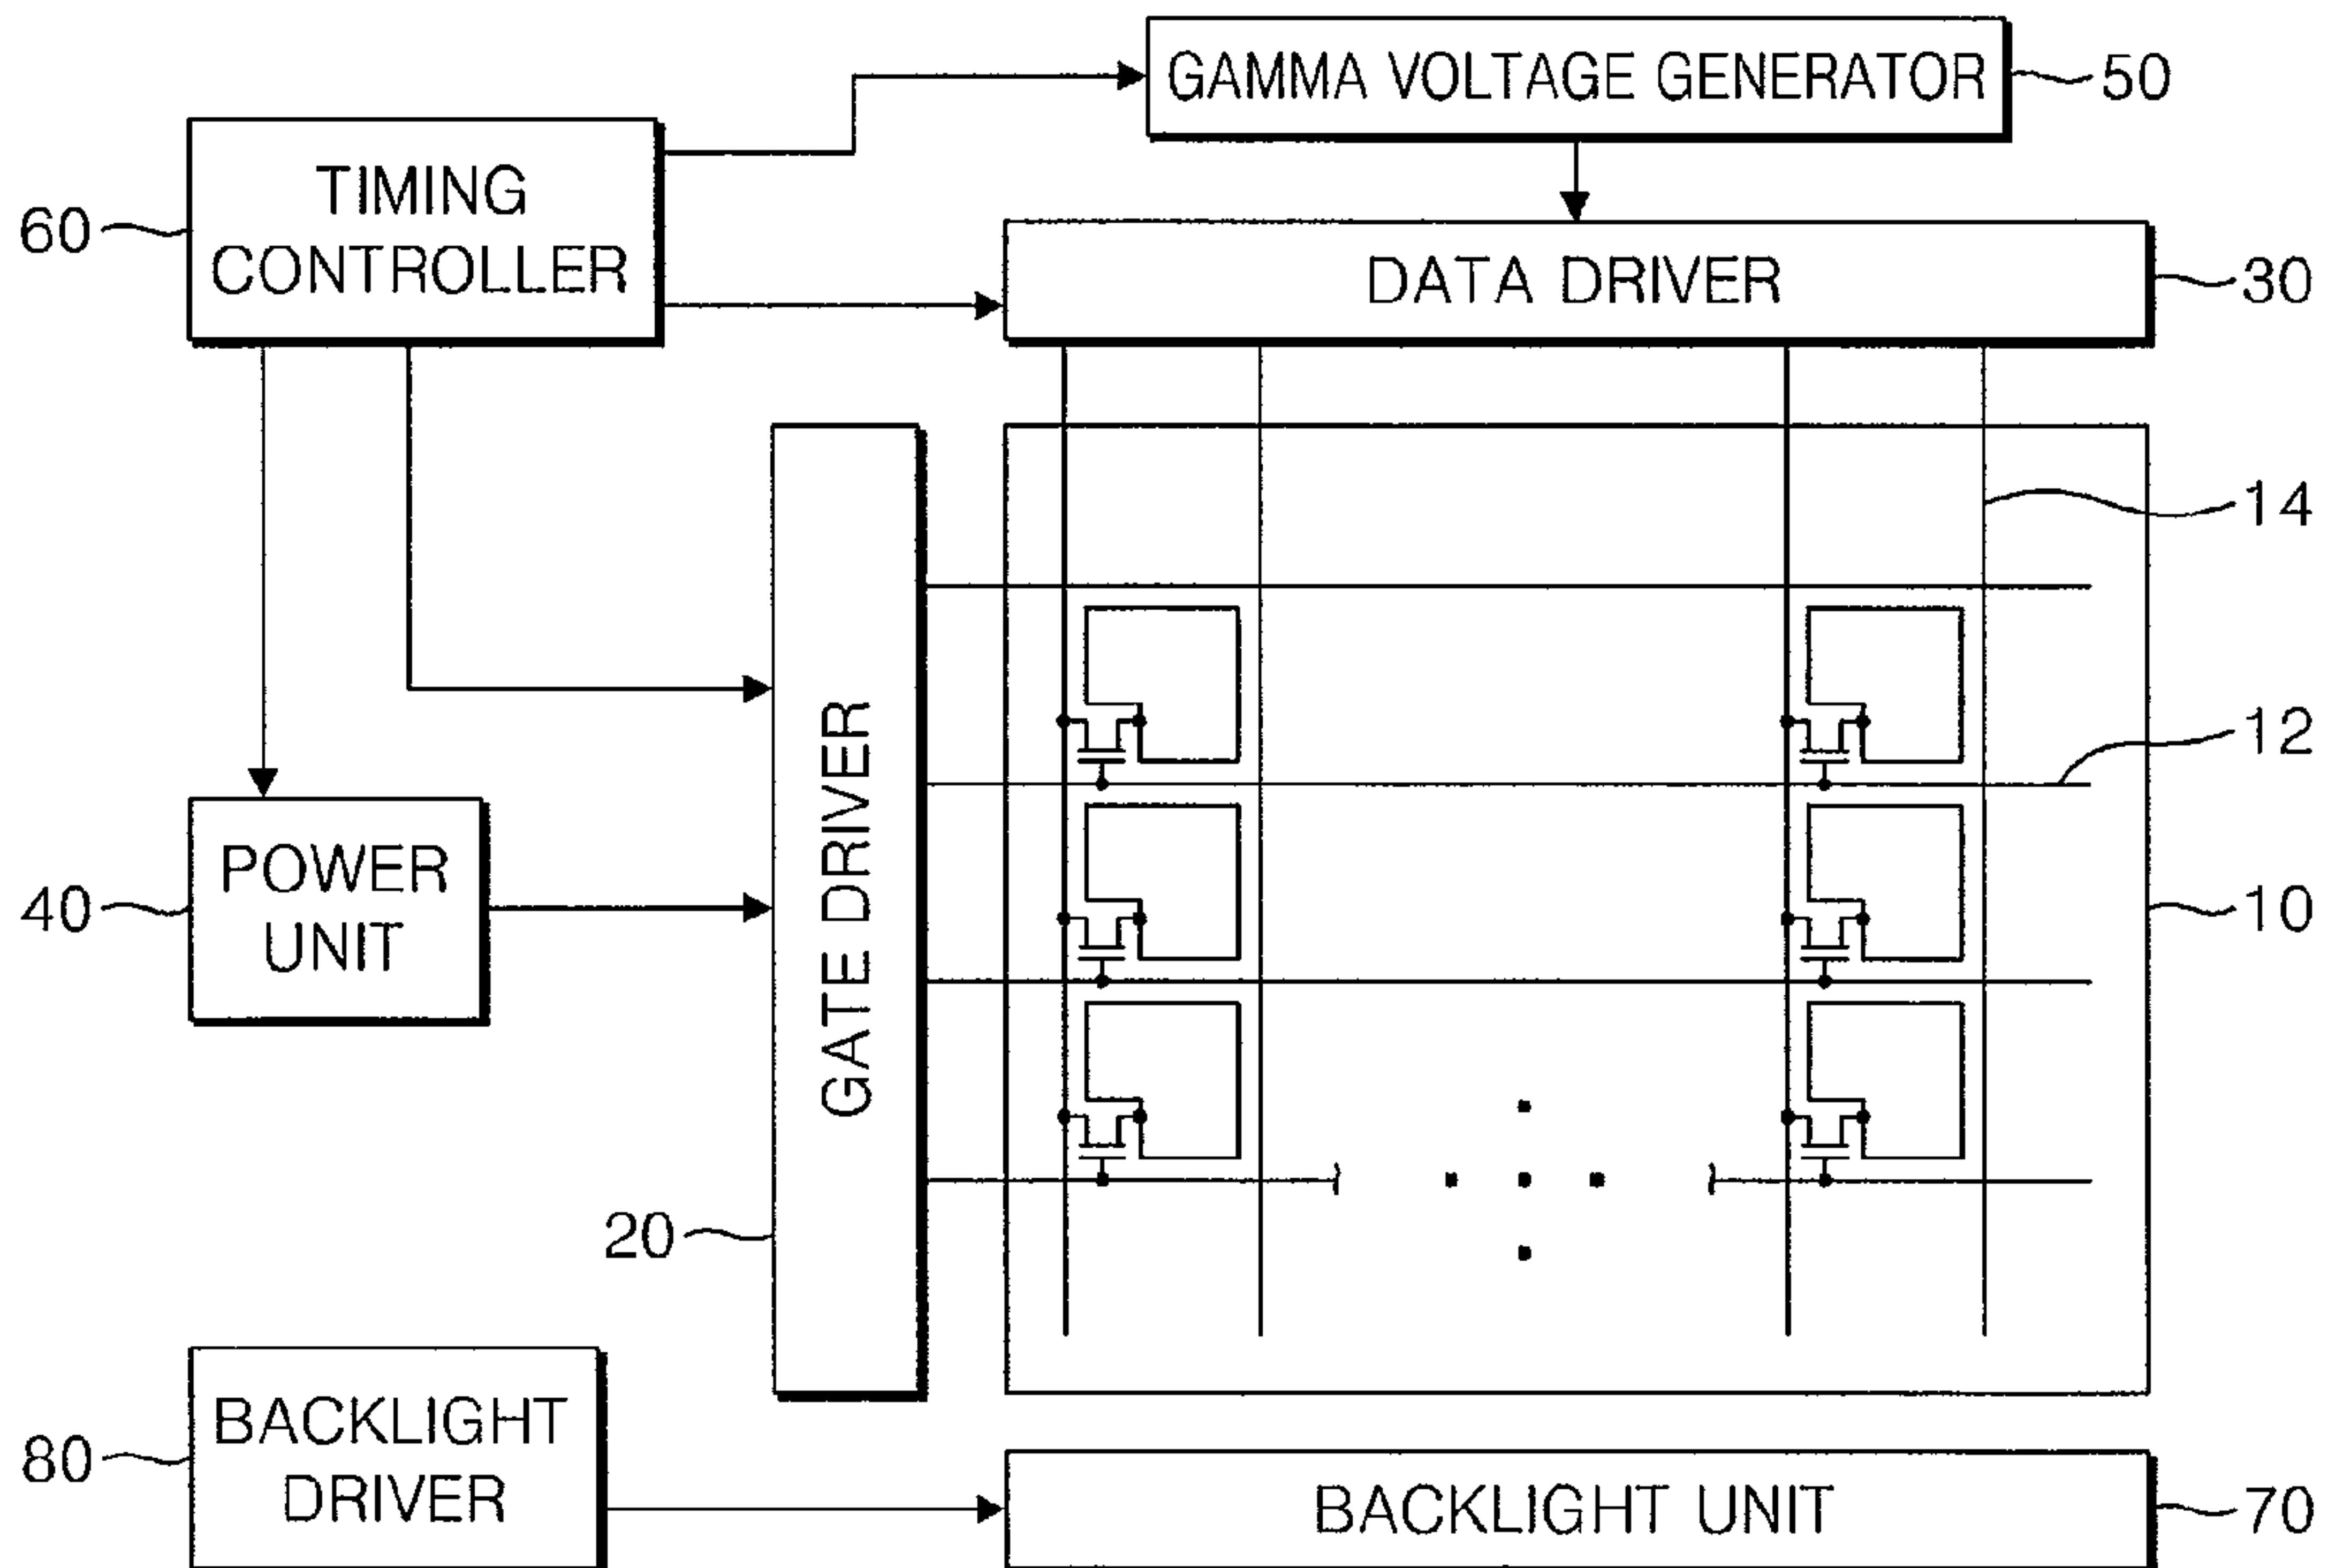 GAMMA VOLTAGE GENERATOR
50
TIMING
CONTROLLER
60
DATA DRIVER
30
14
12
10
GATE DRIVER
20
POWER
UNIT
40
BACKLIGHT
DRIVER
80
BACKLIGHT UNIT
70